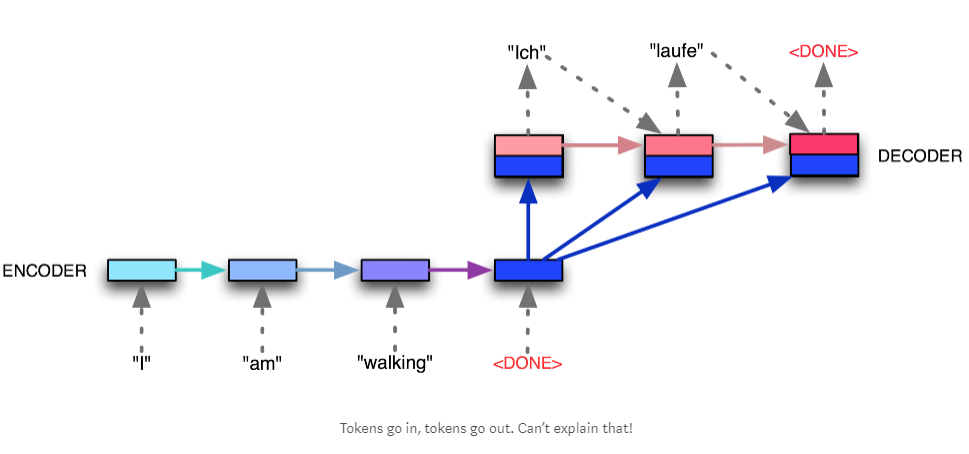 "Ich" "laufe" <DONE>
DECODER
ENCODER
"I" "am" "walking" <DONE>
Tokens go in, tokens go out. Can’t explain that!